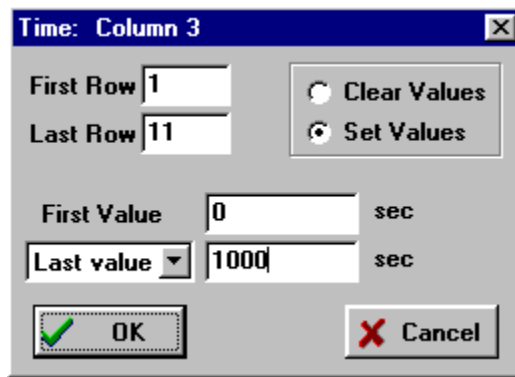 Time: Column 3
First Row 1
Last Row 11
Clear Values
Set Values
First Value 0 sec
Last value 1000 sec
OK Cancel